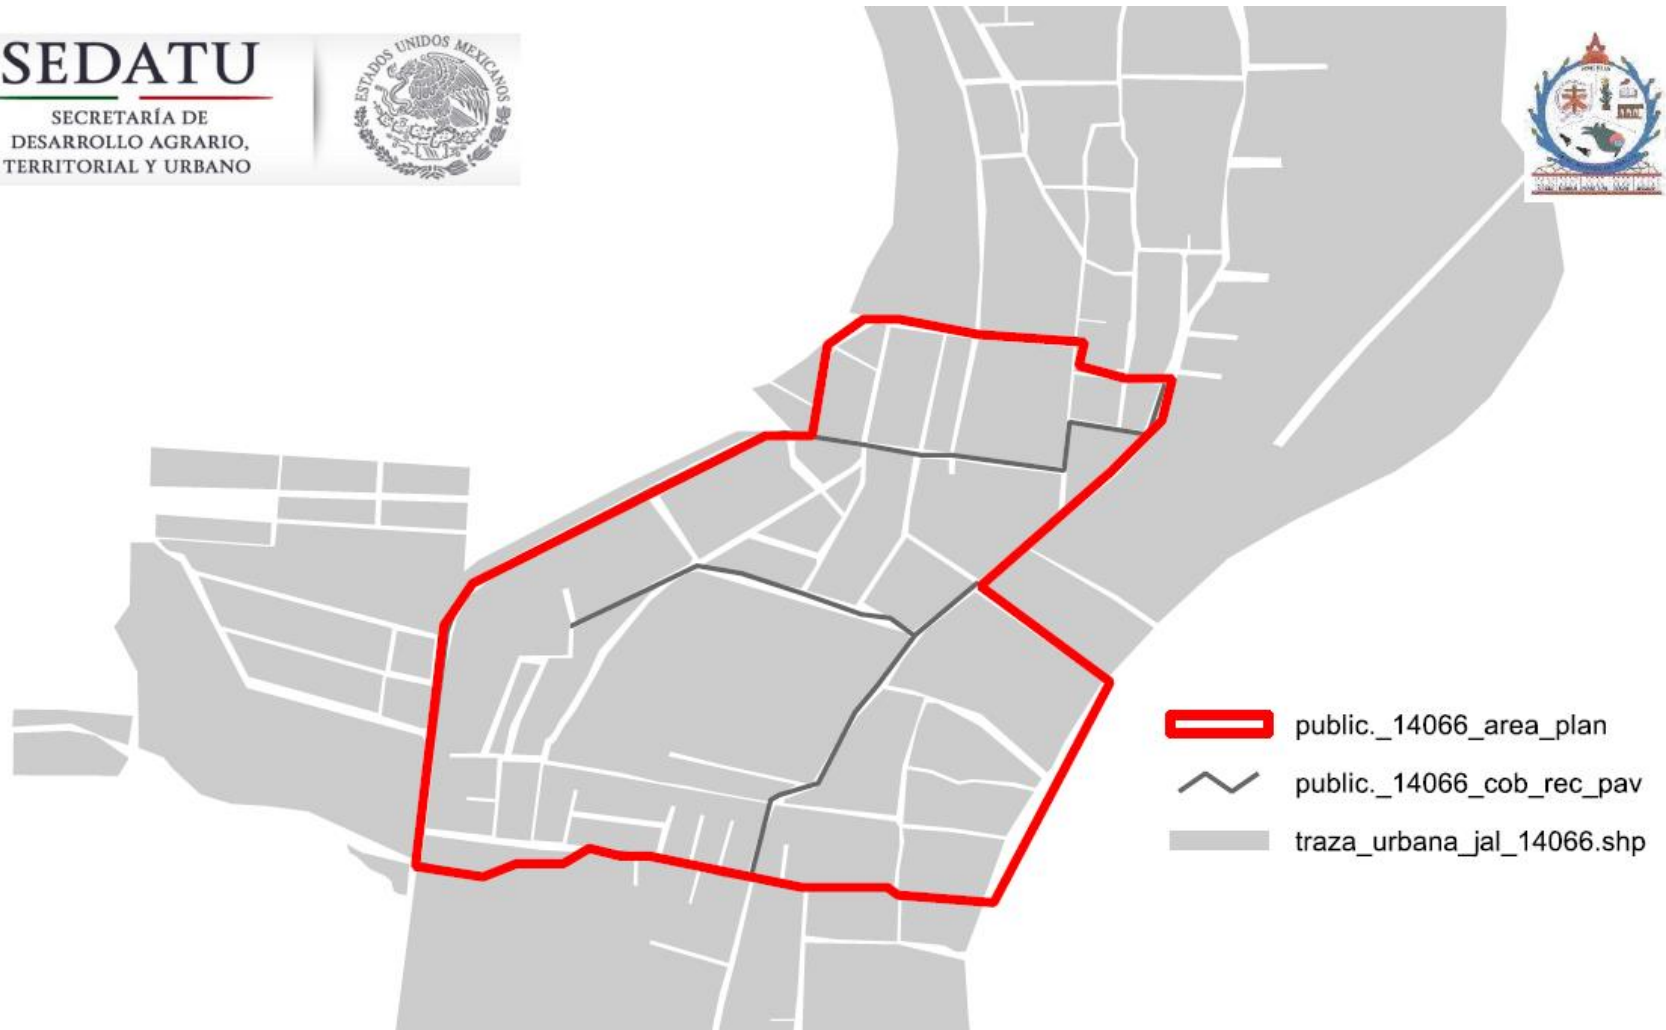 SEDATU
SECRETARÍA DE
DESARROLLO AGRARIO,
TERRITORIAL Y URBANO
ESTADOS UNIDOS MEXICANOS
public._14066_area_plan
public._14066_cob_rec_pav
traza_urbana_jal_14066.shp